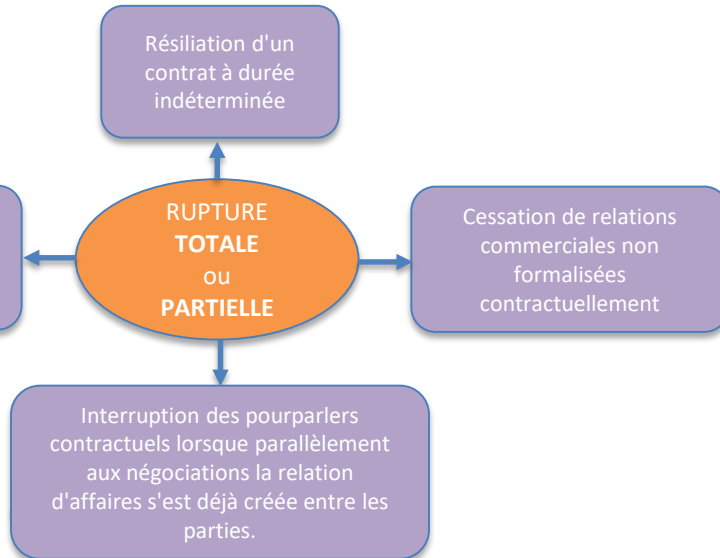 Résiliation d'un
contrat à durée
indéterminée
RUPTURE
TOTALE
ou
PARTIELLE
Cessation de relations
commerciales non
formalisées
contractuellement
Interruption des pourparlers
contractuels lorsque parallèlement
aux négociations la relation
d'affaires s'est déjà créée entre les
parties.